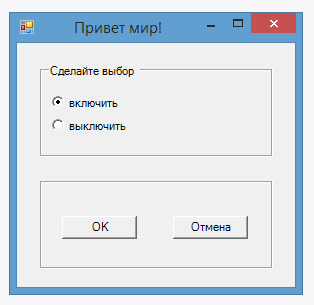 Привет мир!
Сделайте выбор
включить
выключить
OK
Отмена